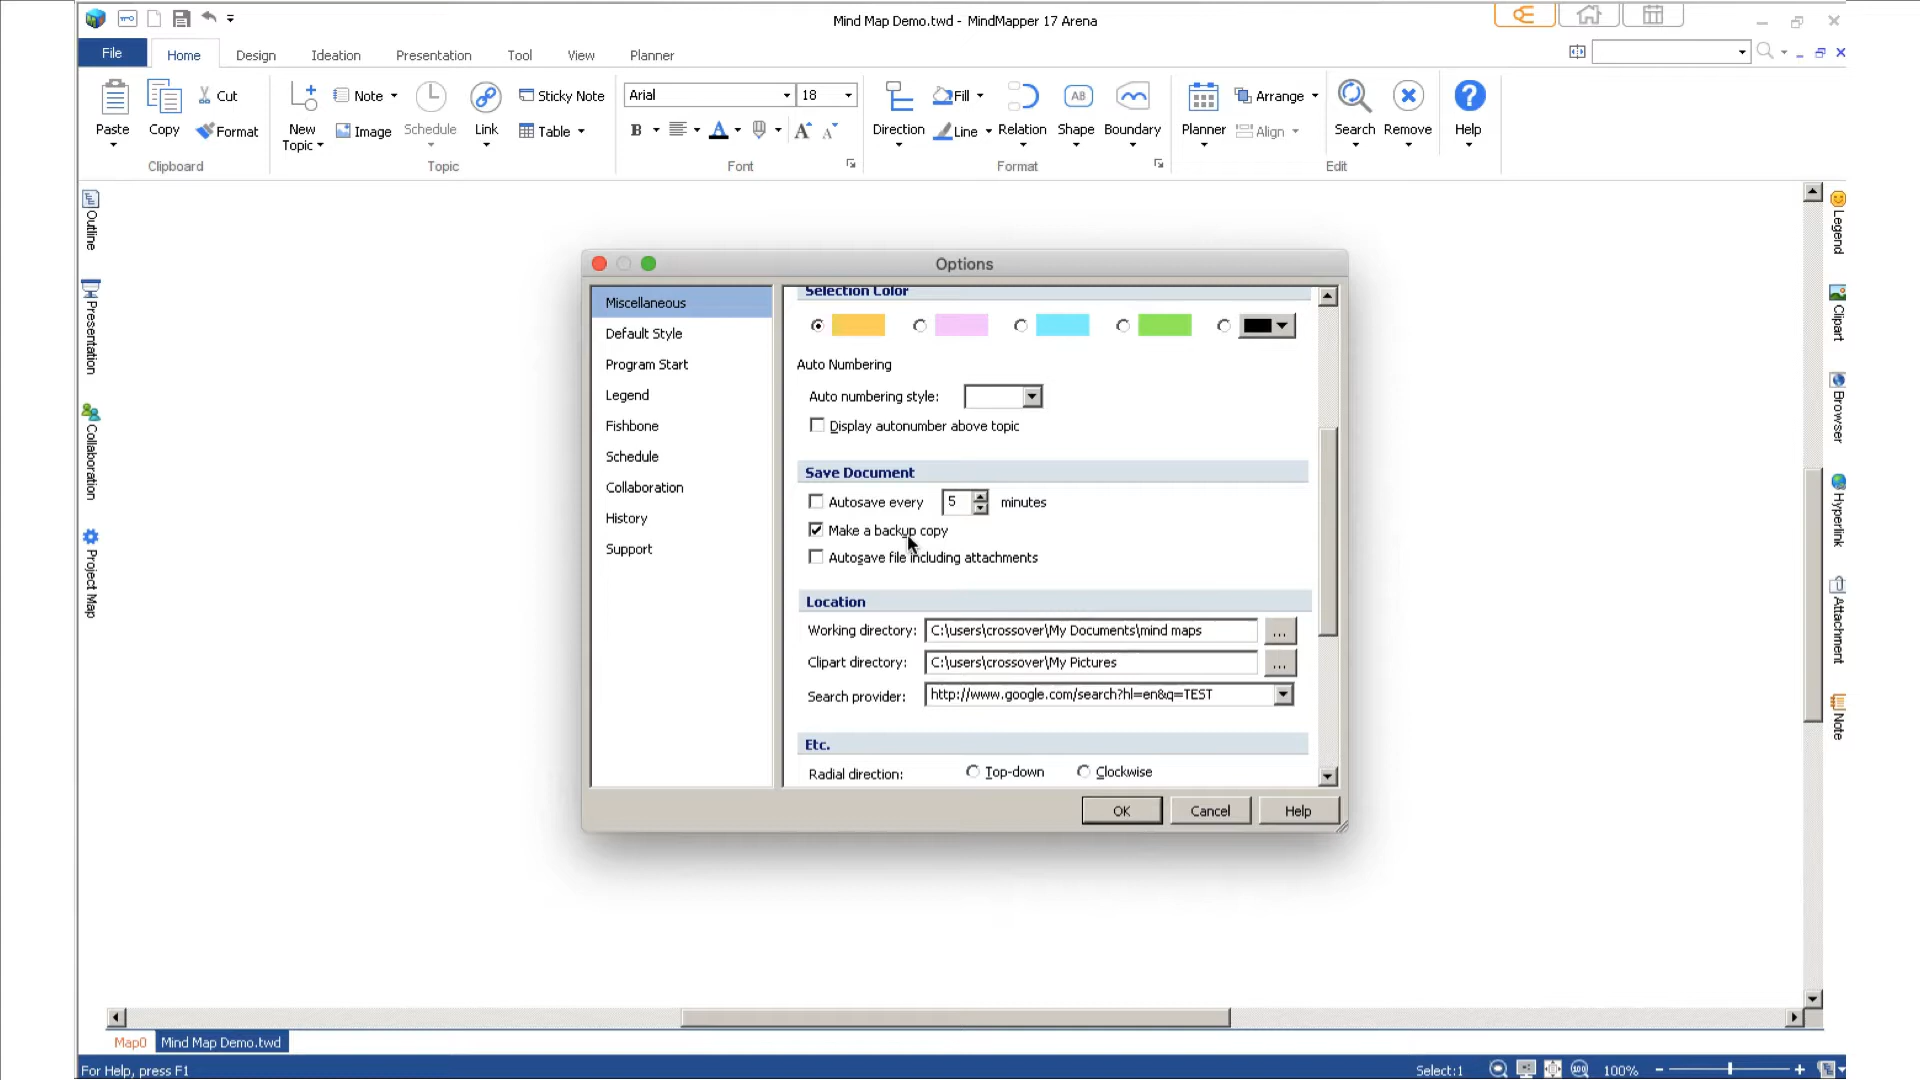 Mind Map Demo.twd - MindMapper 17 Arena
File Home Design Ideation Presentation Tool View Planner
Paste Copy Cut Format
Clipboard
New Topic Note Image Schedule Link Sticky Note Table
Topic
Arial 18
B A A A
Font
Direction Fill Line Relation AB Shape Boundary
Format
Planner Arrange Align
Search Remove
Edit
Help
Outline
Presentation
Collaboration
Project Map
Options
Miscellaneous
Default Style
Program Start
Legend
Fishbone
Schedule
Collaboration
History
Support
Selection Color
Auto Numbering
Auto numbering style:
Display autonumber above topic
Save Document
Autosave every 5 minutes
Make a backup copy
Autosave file including attachments
Location
Working directory: C:\users\crossover\My Documents\mind maps ...
Clipart directory: C:\users\crossover\My Pictures ...
Search provider: http://www.google.com/search?hl=en&q=TEST
Etc.
Radial direction: Top-down Clockwise
OK Cancel Help
Legend
Clipart
Browser
Hyperlink
Attachment
Note
Map0 Mind Map Demo.twd
For Help, press F1 Select:1 100%